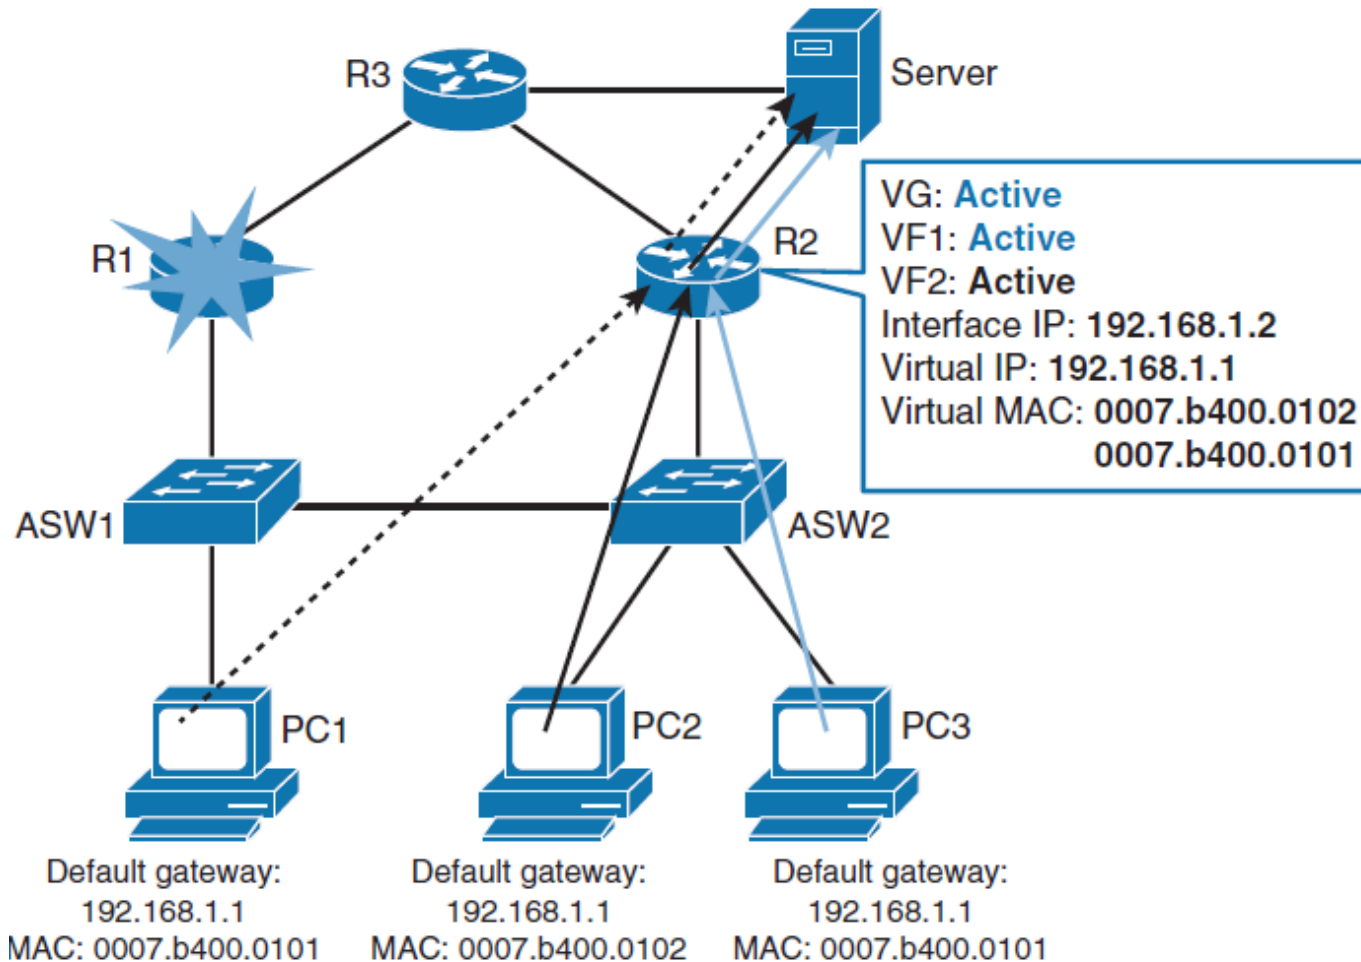 R3
Server
R1
R2
VG: Active
VF1: Active
VF2: Active
Interface IP: 192.168.1.2
Virtual IP: 192.168.1.1
Virtual MAC: 0007.b400.0102
0007.b400.0101
ASW1
ASW2
PC1
PC2
PC3
Default gateway:
192.168.1.1
MAC: 0007.b400.0101
Default gateway:
192.168.1.1
MAC: 0007.b400.0102
Default gateway:
192.168.1.1
MAC: 0007.b400.0101